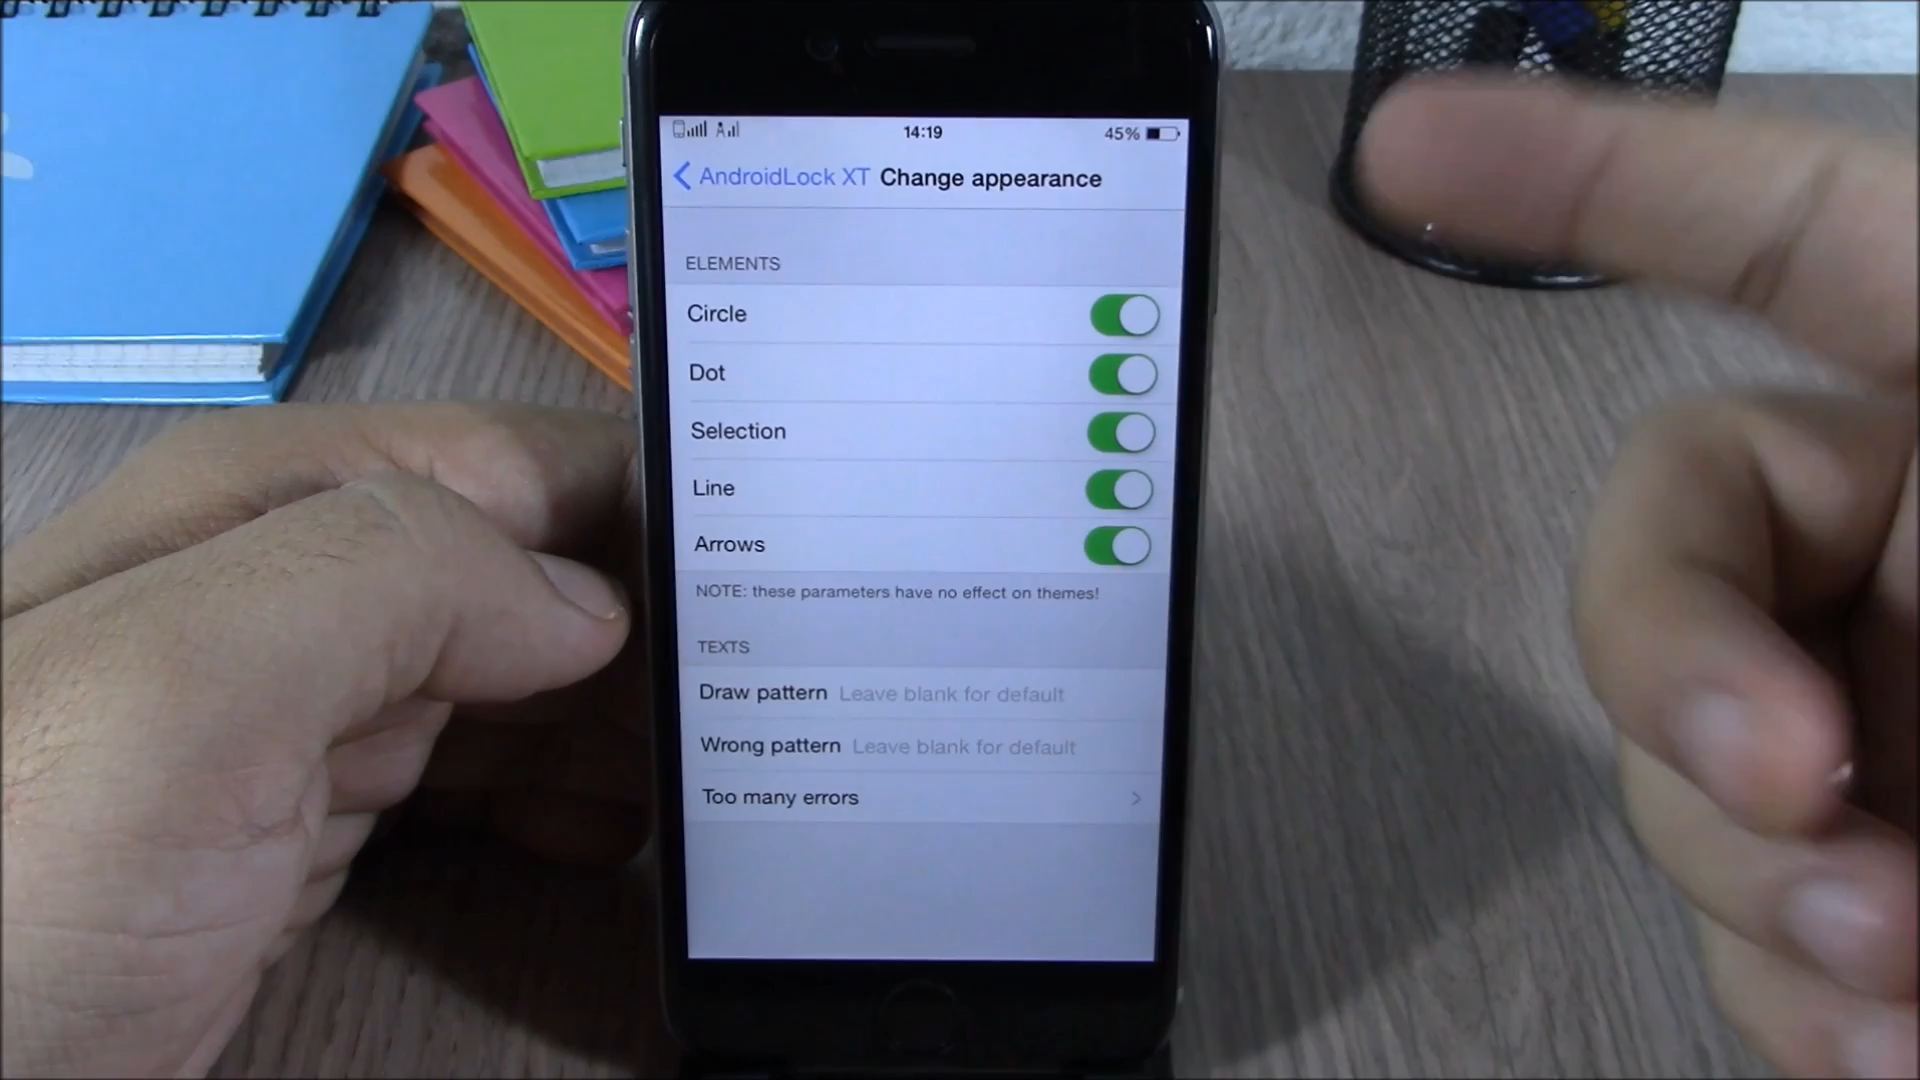 14:19 45%
AndroidLock XT Change appearance
ELEMENTS
Circle
Dot
Selection
Line
Arrows
NOTE: these parameters have no effect on themes!
TEXTS
Draw pattern Leave blank for default
Wrong pattern Leave blank for default
Too many errors